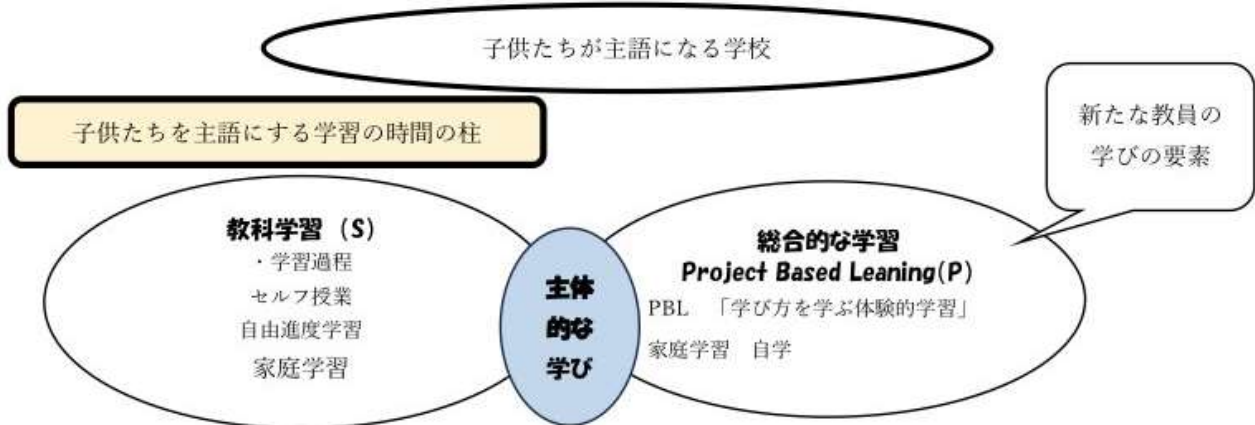 子供たちが主語になる学校
子供たちを主語にする学習の時間の柱
新たな教員の
学びの要素
教科学習（S）
・学習過程
セルフ授業
自由進度学習
家庭学習
主体
的な
学び
総合的な学習
Project Based Leaning(P)
PBL　「学び方を学ぶ体験的学習」
家庭学習　自学